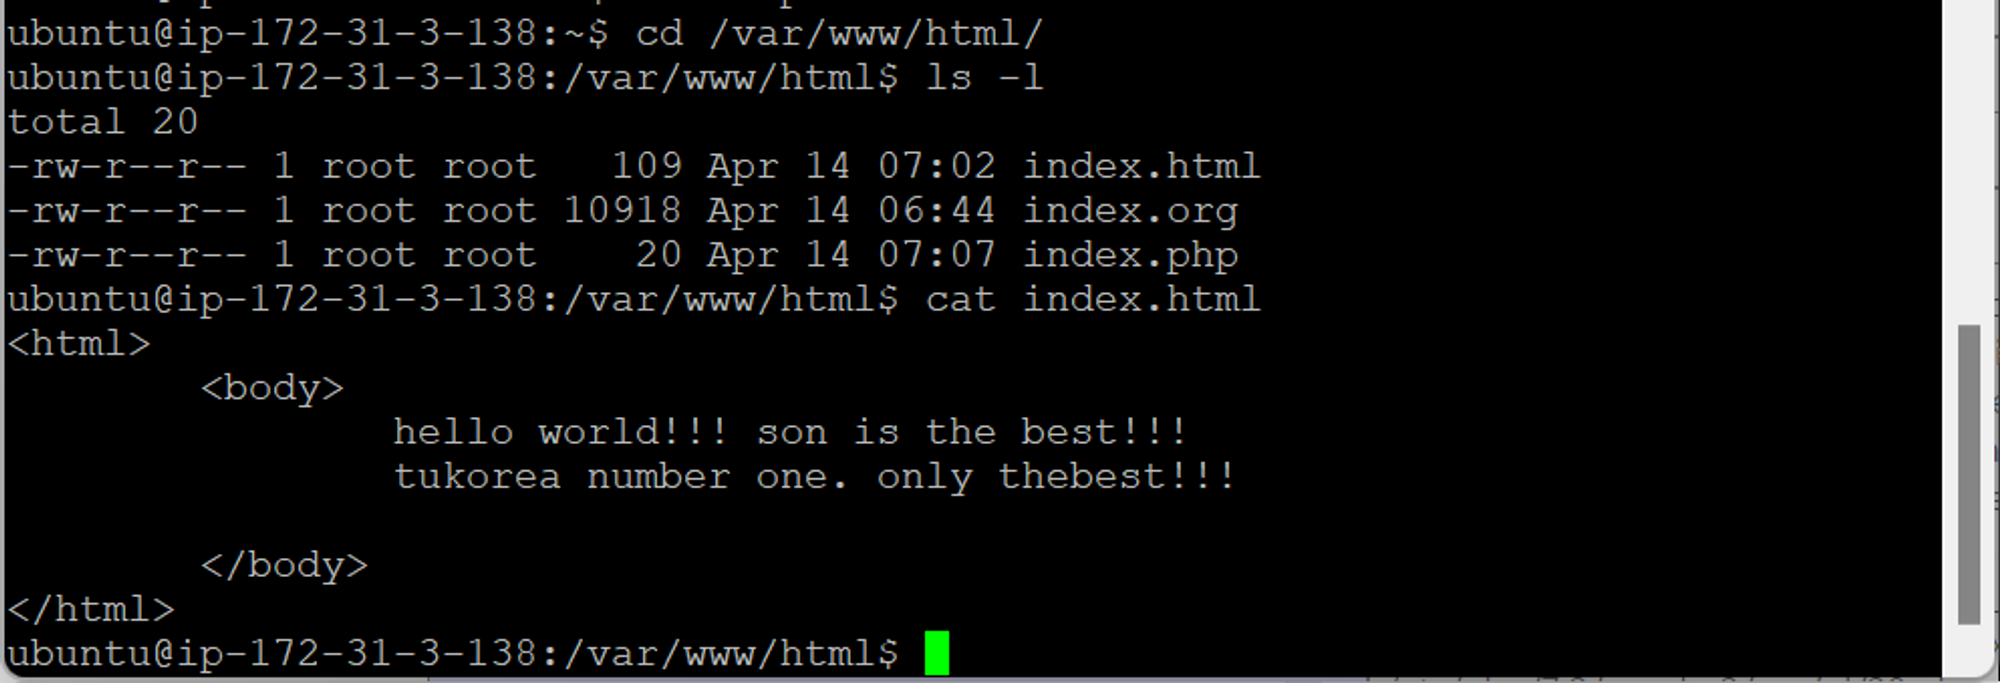 ubuntu@ip-172-31-3-138:~$ cd /var/www/html/
ubuntu@ip-172-31-3-138:/var/www/html$ ls -l
total 20
-rw-r--r-- 1 root root   109 Apr 14 07:02 index.html
-rw-r--r-- 1 root root 10918 Apr 14 06:44 index.org
-rw-r--r-- 1 root root    20 Apr 14 07:07 index.php
ubuntu@ip-172-31-3-138:/var/www/html$ cat index.html
<html>
        <body>
                hello world!!! son is the best!!!
                tukorea number one. only thebest!!!

        </body>
</html>
ubuntu@ip-172-31-3-138:/var/www/html$